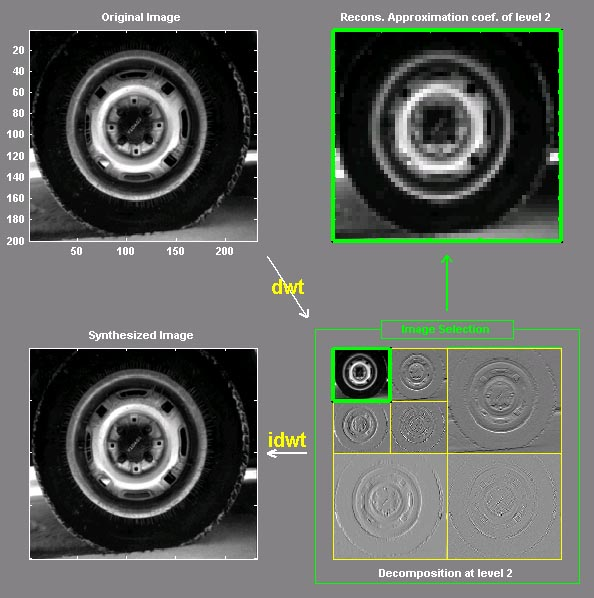 Original Image
Recons. Approximation coef. of level 2
20
40
60
80
100
120
140
160
180
200
50
100
150
200
dwt
Image Selection
Synthesized Image
idwt
Decomposition at level 2